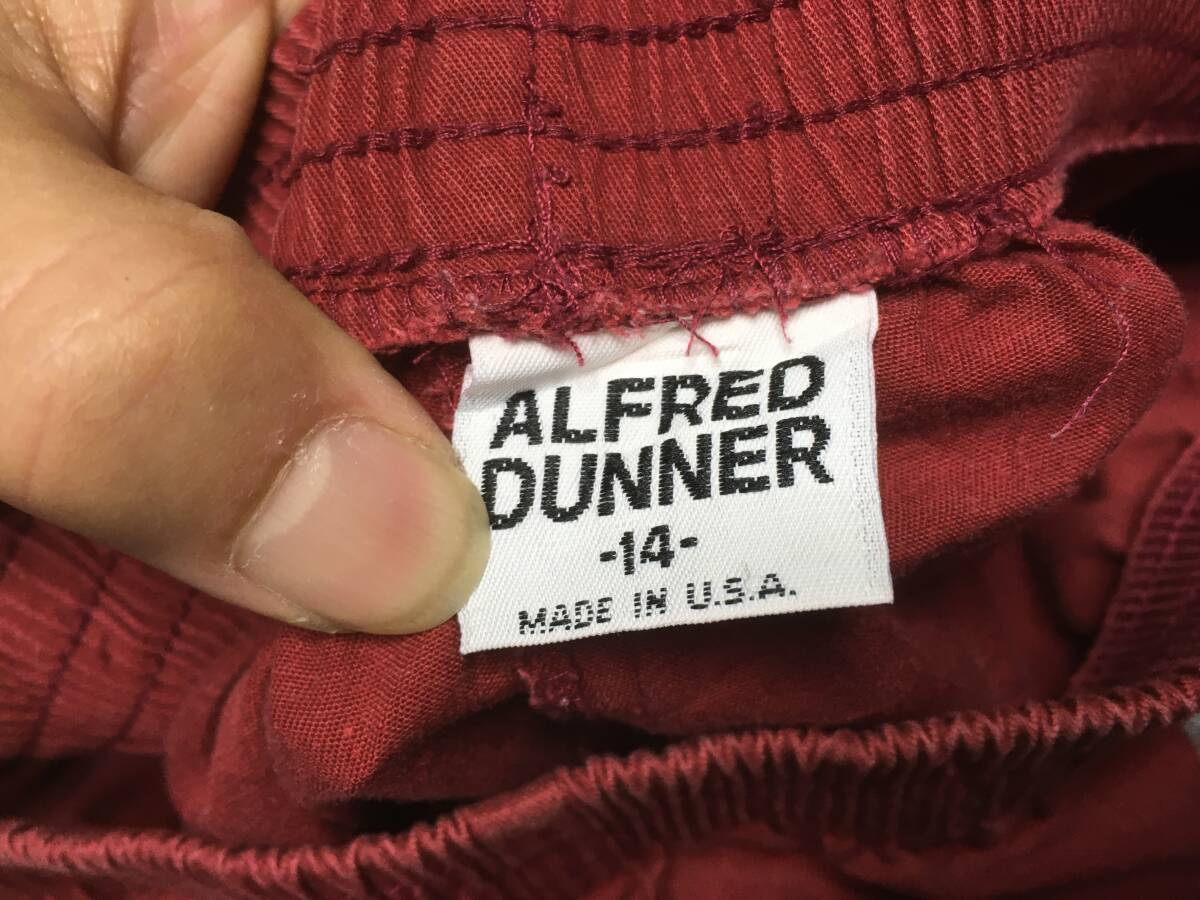 ALFRED
DUNNER
-14-
MADE IN U.S.A.